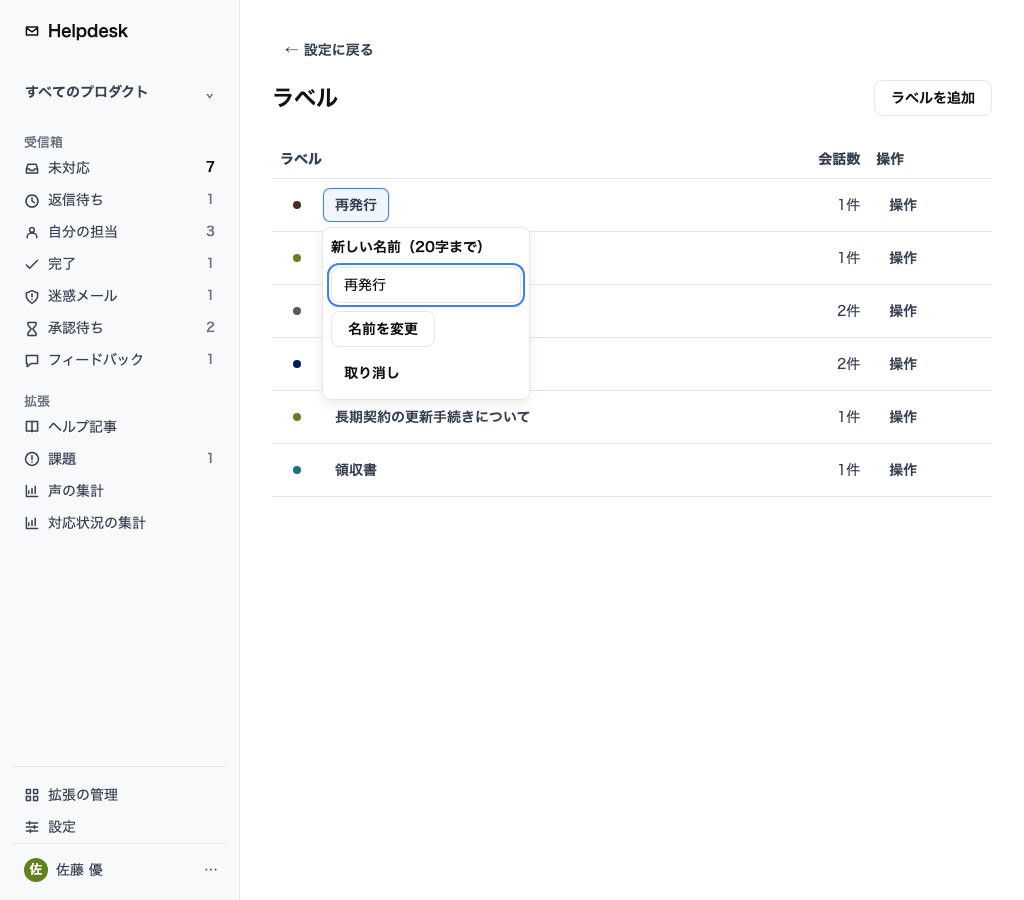 Helpdesk
すべてのプロダクト
受信箱
未対応 7
返信待ち 1
自分の担当 3
完了 1
迷惑メール 1
承認待ち 2
フィードバック 1
拡張
ヘルプ記事
課題 1
声の集計
対応状況の集計
拡張の管理
設定
佐 佐藤 優 …
← 設定に戻る
ラベル
ラベルを追加
ラベル 会話数 操作
再発行 1件 操作
新しい名前（20字まで）
1件 操作
再発行
2件 操作
名前を変更
2件 操作
取り消し
長期契約の更新手続きについて 1件 操作
領収書 1件 操作